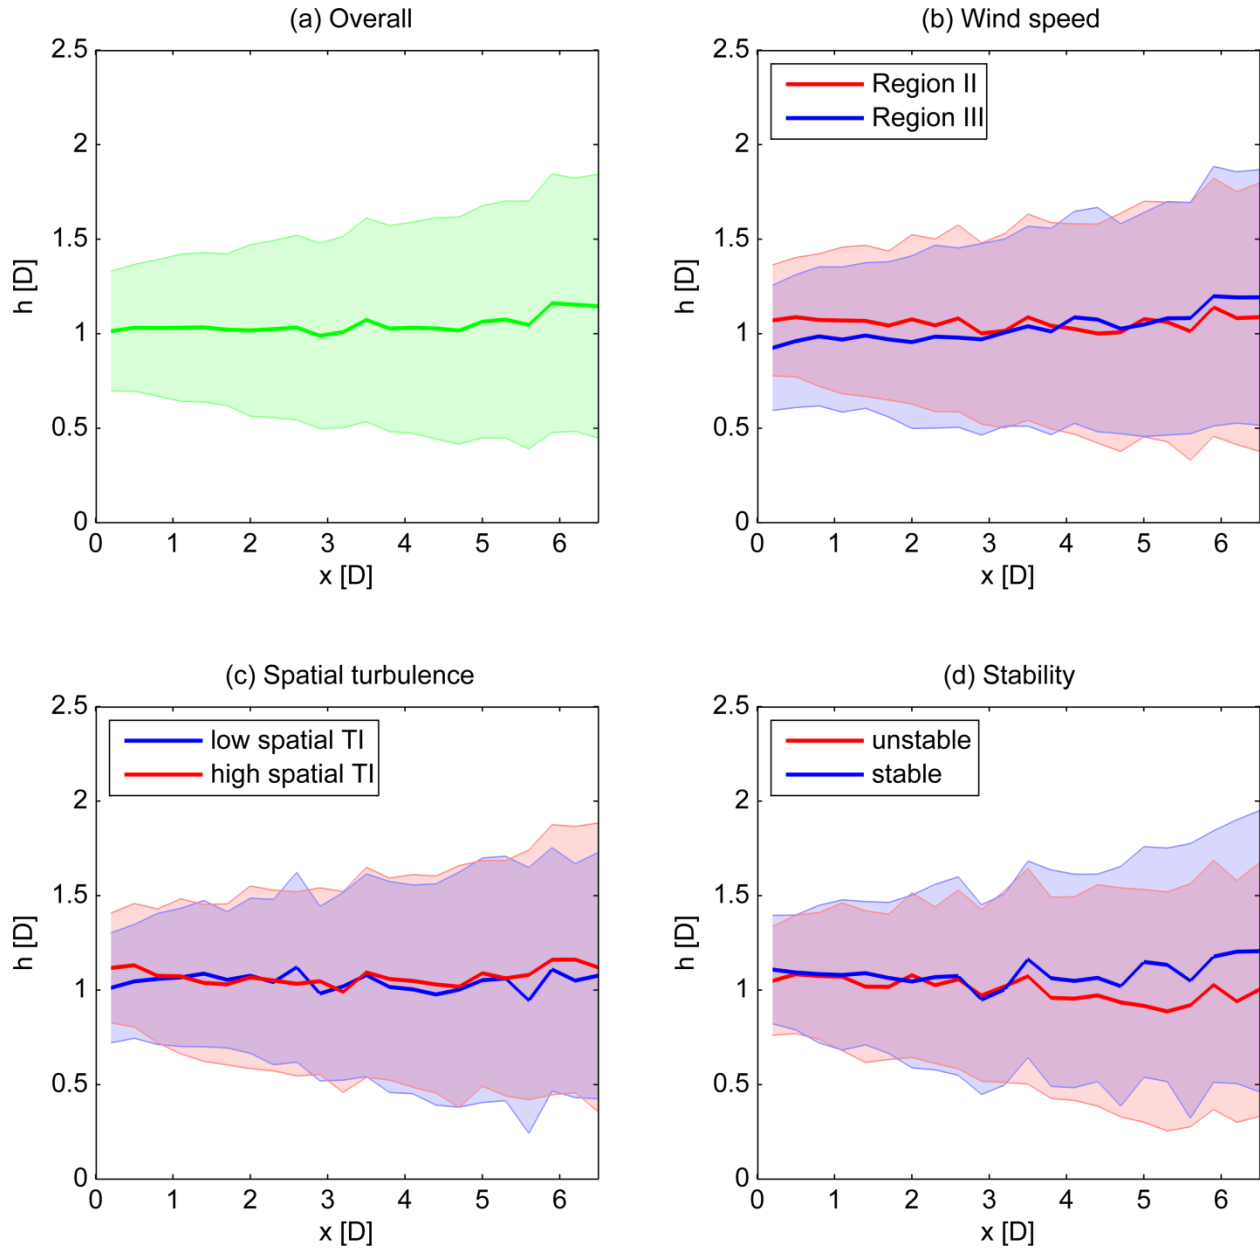 (a) Overall
2.5
2
1.5
1
0.5
0
h [D]
0 1 2 3 4 5 6
x [D]
(b) Wind speed
Region II
Region III
2.5
2
1.5
1
0.5
0
h [D]
0 1 2 3 4 5 6
x [D]
(c) Spatial turbulence
low spatial TI
high spatial TI
2.5
2
1.5
1
0.5
0
h [D]
0 1 2 3 4 5 6
x [D]
(d) Stability
unstable
stable
2.5
2
1.5
1
0.5
0
h [D]
0 1 2 3 4 5 6
x [D]